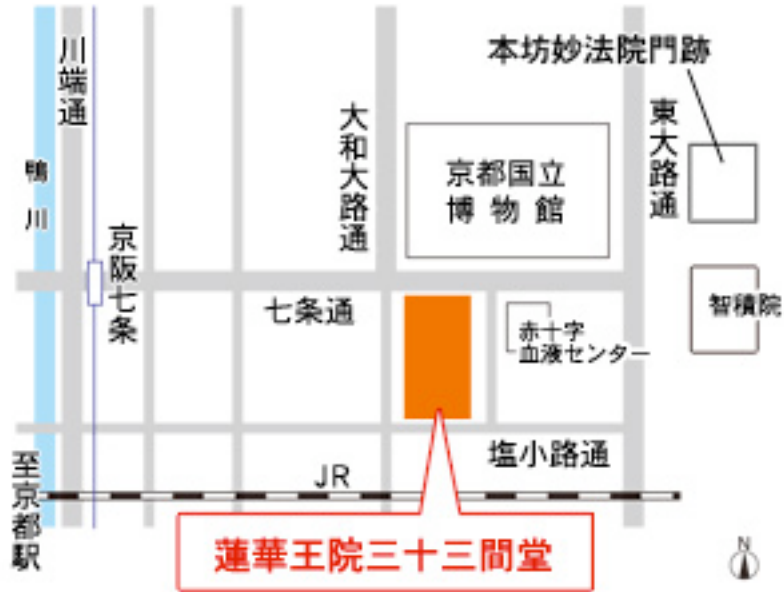 川端通
本坊妙法院門跡
東大路通
大和大路通
京都国立
博物館
鴨川
京阪七条
七条通
智積院
赤十字
血液センター
塩小路通
JR
至京都駅
蓮華王院三十三間堂
N